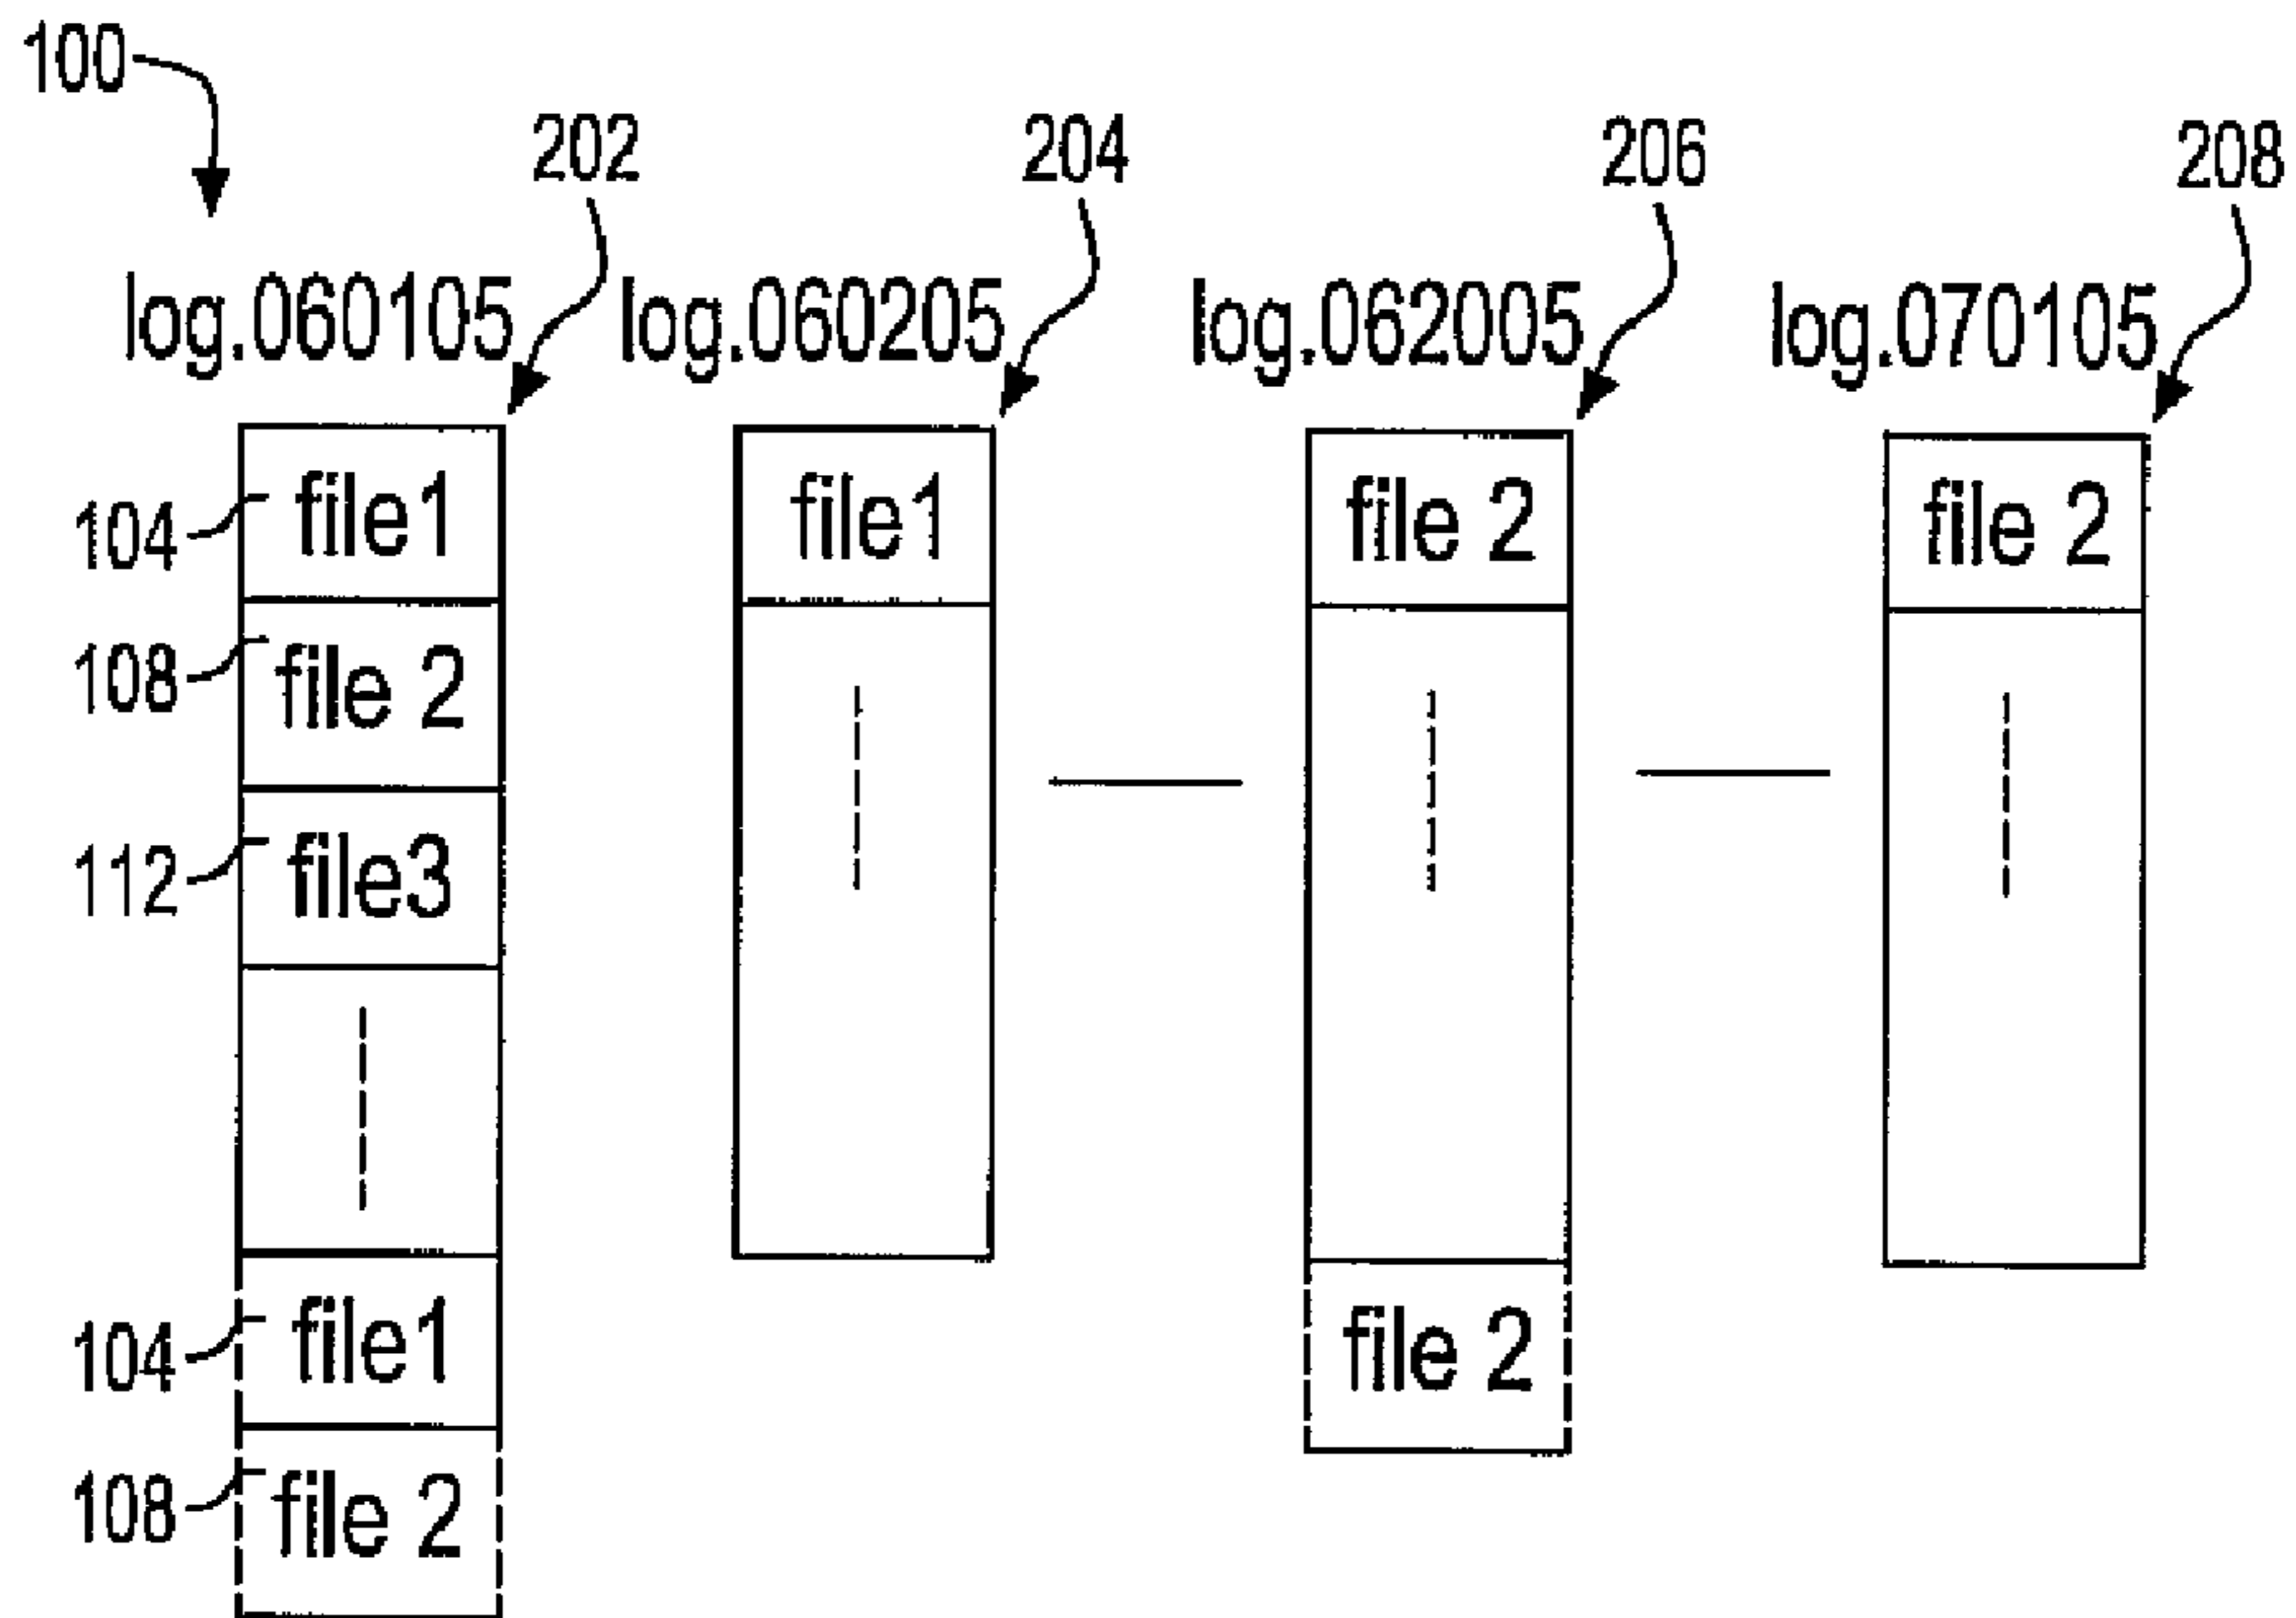 100
202 204 206 208
log.060105 log.060205 log.062005 log.070105
104 file1 file1 file 2 file 2
108 file 2
112 file3
104 file1 file 2
108 file 2